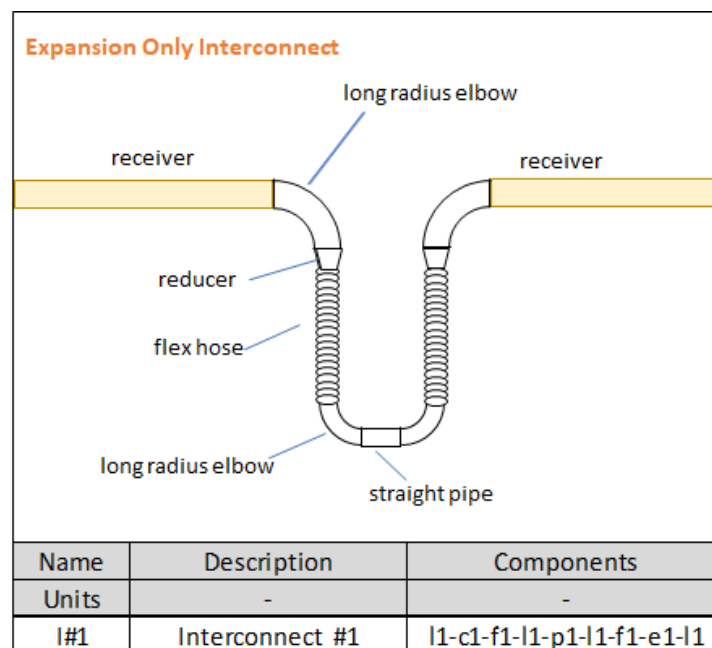 Expansion Only Interconnect
long radius elbow
receiver
receiver
reducer
flex hose
long radius elbow
straight pipe
Name Description Components
Units - -
I#1 Interconnect #1 l1-c1-f1-l1-p1-l1-f1-e1-l1